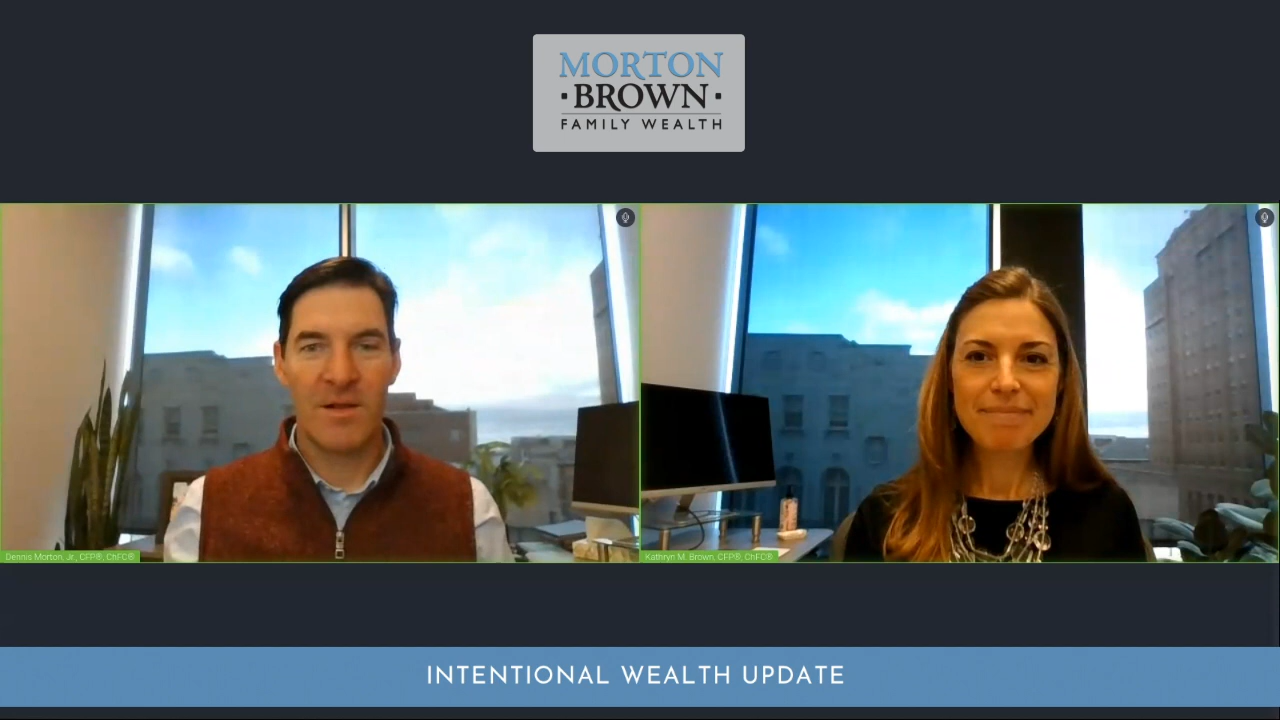 MORTON
·BROWN·
FAMILY WEALTH
Dennis Morton, Jr., CFP®, ChFC®
Kathryn M. Brown, CFP®, ChFC®
INTENTIONAL WEALTH UPDATE